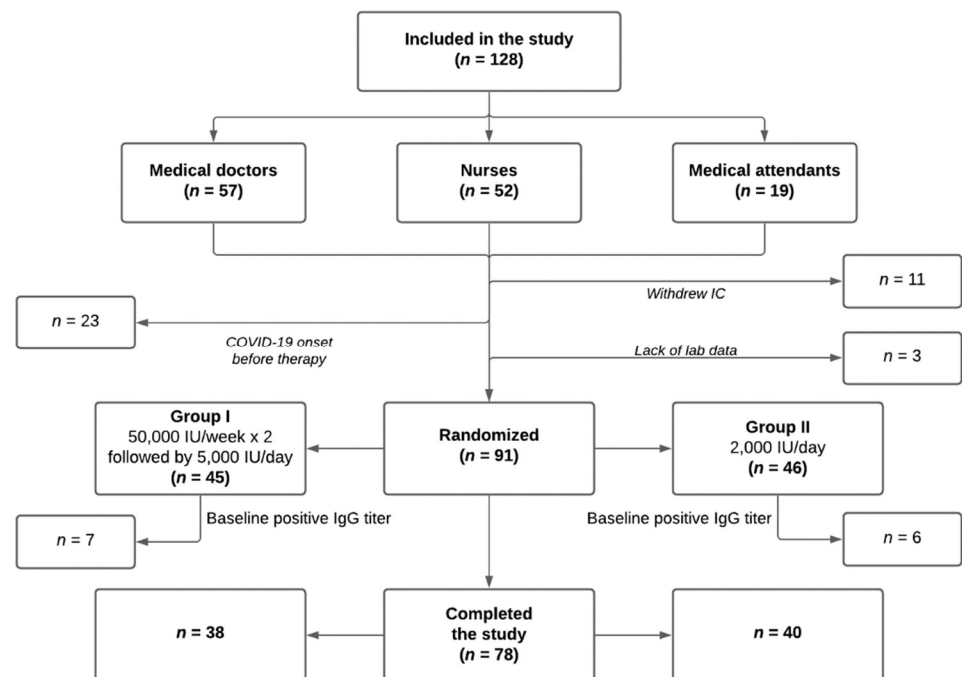 Included in the study
(n = 128)
Medical doctors
(n = 57)
Nurses
(n = 52)
Medical attendants
(n = 19)
n = 11
Withdrew IC
n = 23
COVID-19 onset
before therapy
Lack of lab data
n = 3
Group I
50,000 IU/week x 2
followed by 5,000 IU/day
(n = 45)
Randomized
(n = 91)
Group II
2,000 IU/day
(n = 46)
Baseline positive IgG titer
Baseline positive IgG titer
n = 7
n = 6
n = 38
Completed
the study
(n = 78)
n = 40